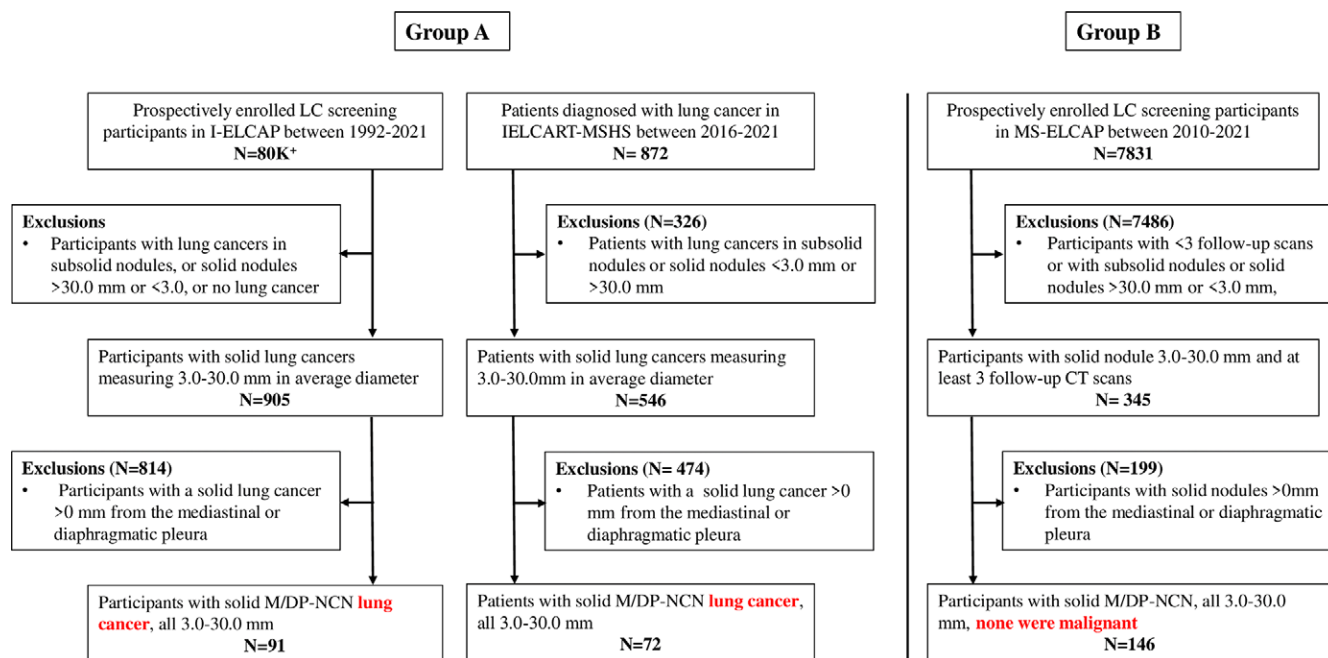 Group A
Group B
Prospectively enrolled LC screening
participants in I-ELCAP between 1992-2021
N=80K+
Patients diagnosed with lung cancer in
IELCART-MSHS between 2016-2021
N= 872
Prospectively enrolled LC screening participants
in MS-ELCAP between 2010-2021
N=7831
Exclusions
• Participants with lung cancers in
subsolid nodules, or solid nodules
>30.0 mm or <3.0, or no lung cancer
Exclusions (N=326)
• Patients with lung cancers in subsolid
nodules or solid nodules <3.0 mm or
>30.0 mm
Exclusions (N=7486)
• Participants with <3 follow-up scans
or with subsolid nodules or solid
nodules >30.0 mm or <3.0 mm,
Participants with solid lung cancers
measuring 3.0-30.0 mm in average diameter
N=905
Patients with solid lung cancers measuring
3.0-30.0mm in average diameter
N=546
Participants with solid nodule 3.0-30.0 mm and at
least 3 follow-up CT scans
N= 345
Exclusions (N=814)
• Participants with a solid lung cancer
>0 mm from the mediastinal or
diaphragmatic pleura
Exclusions (N= 474)
• Patients with a solid lung cancer >0
mm from the mediastinal or
diaphragmatic pleura
Exclusions (N=199)
• Participants with solid nodules >0mm
from the mediastinal or diaphragmatic
pleura
Participants with solid M/DP-NCN lung
cancer, all 3.0-30.0 mm
N=91
Patients with solid M/DP-NCN lung cancer,
all 3.0-30.0 mm
N=72
Participants with solid M/DP-NCN, all 3.0-30.0
mm, none were malignant
N=146